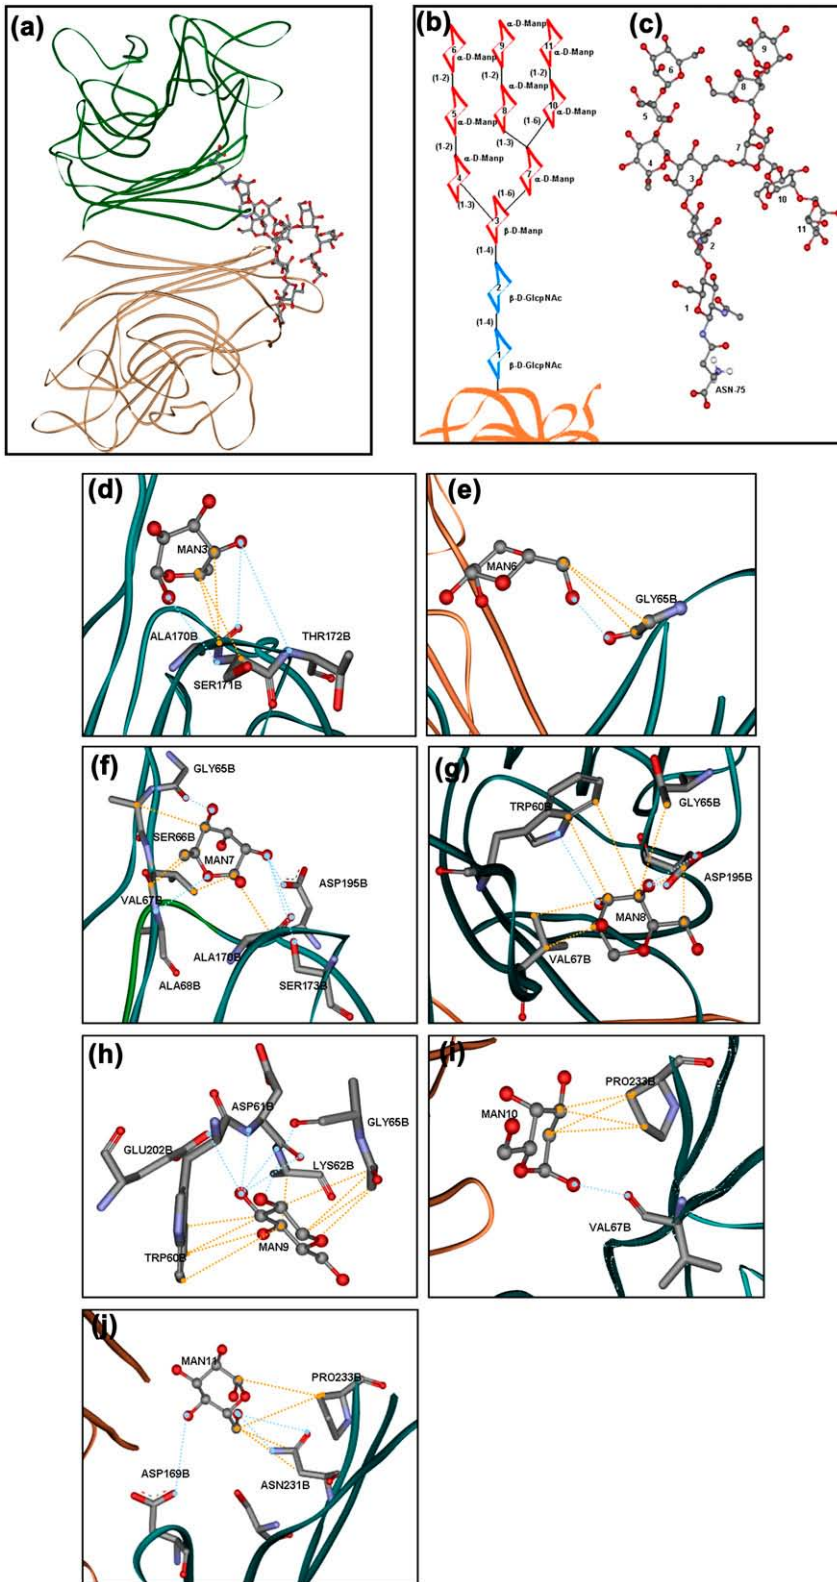 (a)
(b)
(c)
6 α-D-Manp 9 α-D-Manp 11 α-D-Manp
(1-2) (1-2) (1-2)
5 α-D-Manp 8 α-D-Manp 10 α-D-Manp
(1-2) (1-3) (1-6)
4 α-D-Manp 7 α-D-Manp
(1-3) (1-6)
3 β-D-Manp
(1-4)
2 β-D-GlcpNAc
(1-4)
1 β-D-GlcpNAc
6
9
8
5
7
4
3
10
11
2
1
ASN-75
(d)
MAN3
ALA170B
THR172B
SER171B
(e)
MAN6
GLY65B
(f)
GLY65B
SER66B
MAN7
VAL67B
ASP195B
ALA170B
ALA68B
SER173B
(g)
TRP60B
GLY65B
ASP195B
MAN8
VAL67B
(h)
ASP61B
GLY65B
GLU202B
LYS62B
TRP60B
MAN9
(i)
PRO233B
MAN10
VAL67B
(j)
MAN11
PRO233B
ASP169B
ASN231B